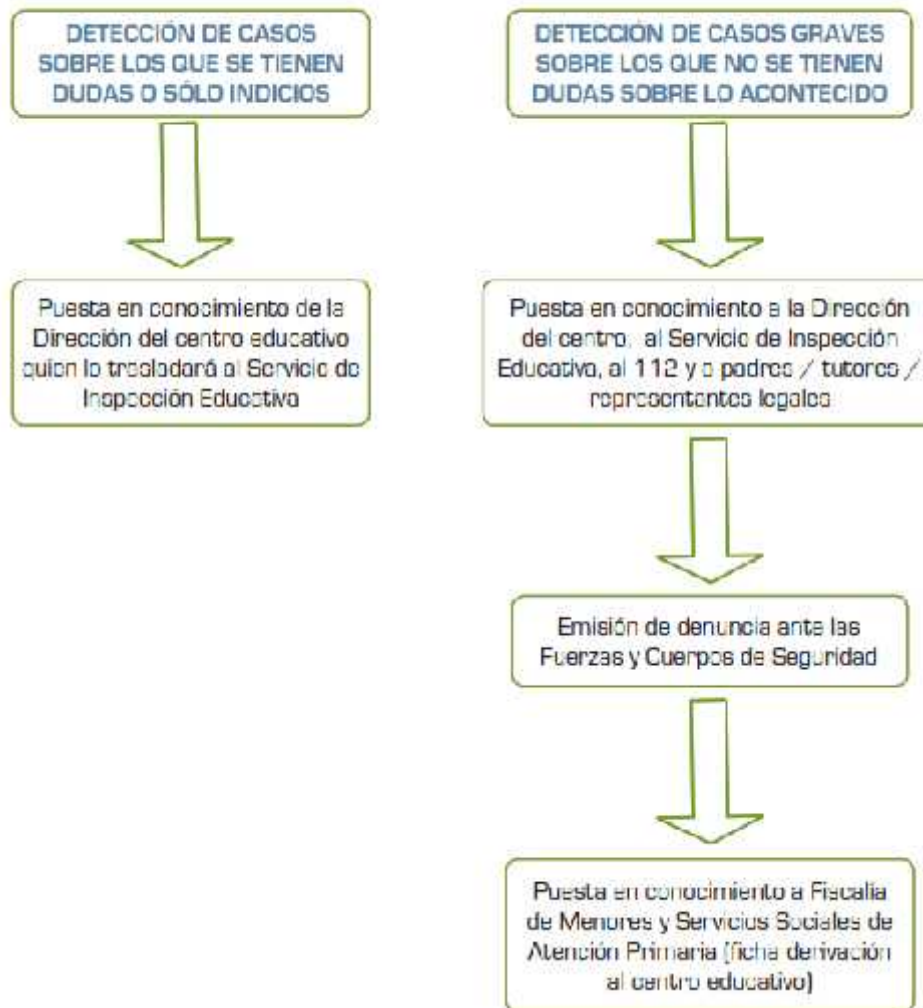 DETECCIÓN DE CASOS
SOBRE LOS QUE SE TIENEN
DUDAS O SÓLO INDICIOS
Puesta en conocimiento de la
Dirección del centro educativo
quien lo trasladará al Servicio de
Inspección Educativa
DETECCIÓN DE CASOS GRAVES
SOBRE LOS QUE NO SE TIENEN
DUDAS SOBRE LO ACONTECIDO
Puesta en conocimiento a la Dirección
del centro, al Servicio de Inspección
Educativa, al 112 y a padres / tutores /
representantes legales
Emisión de denuncia ante las
Fuerzas y Cuerpos de Seguridad
Puesta en conocimiento a Fiscalía
de Menores y Servicios Sociales de
Atención Primaria (ficha derivación
al centro educativo)